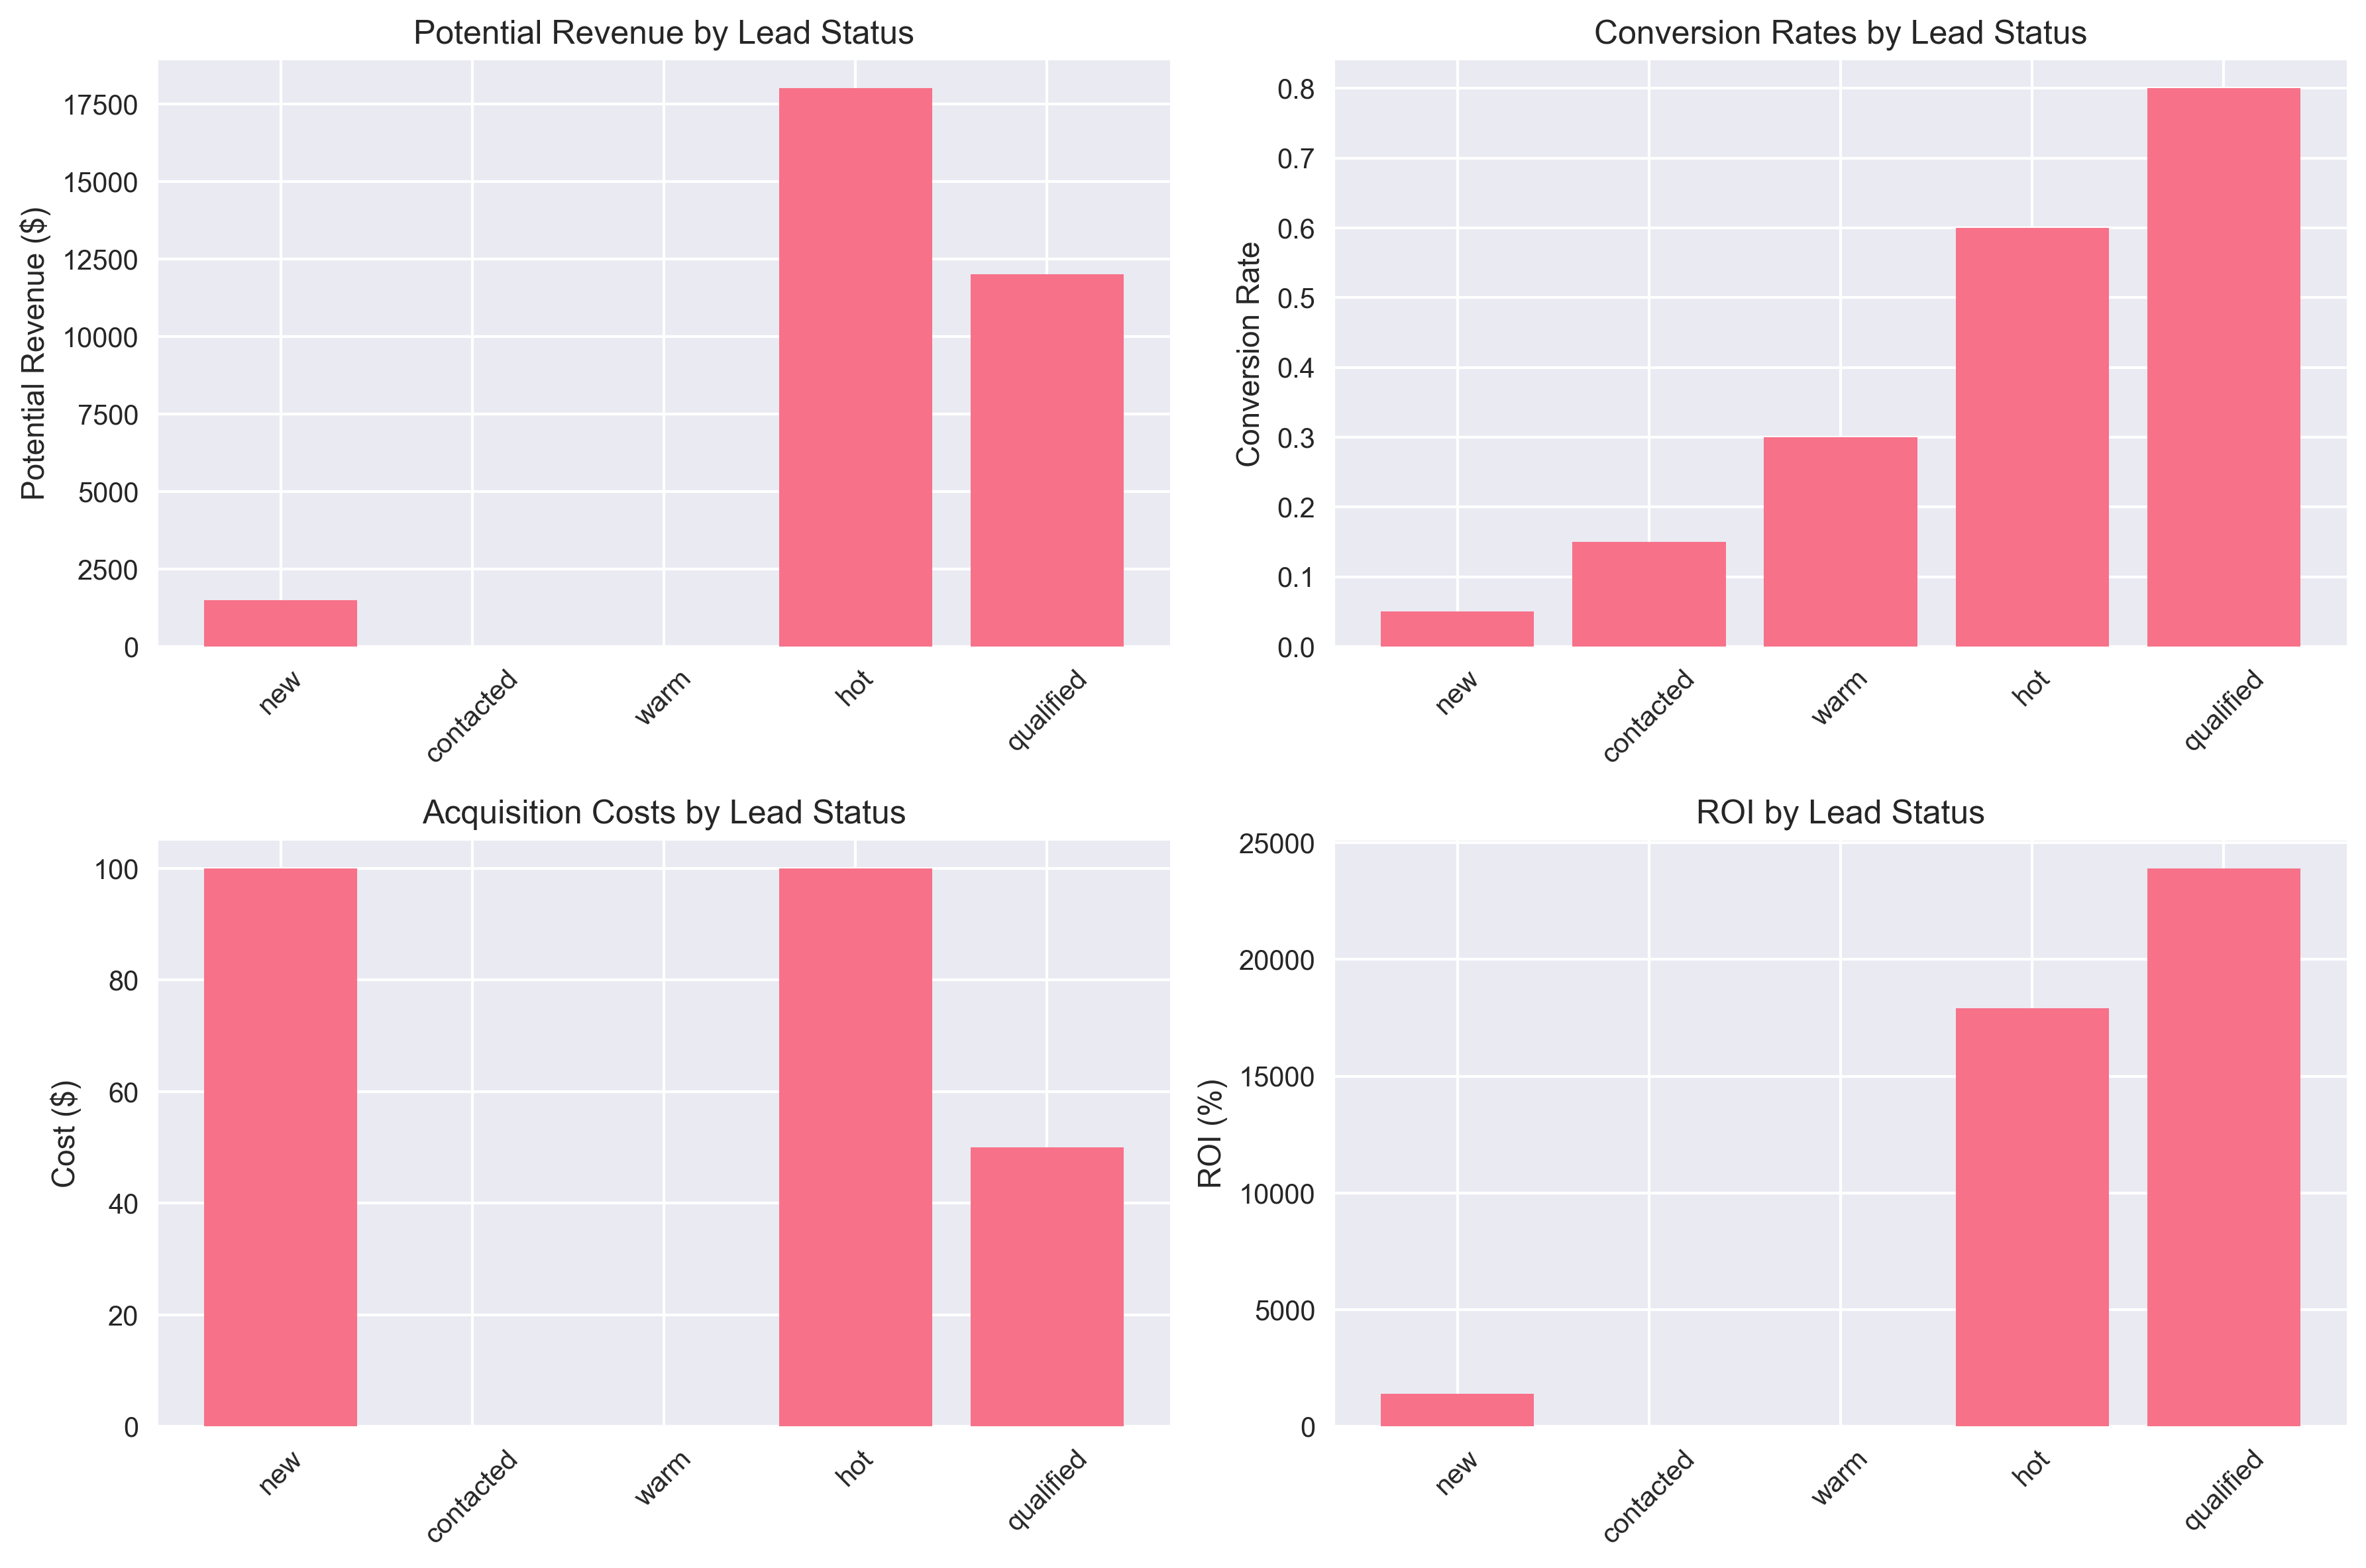 Potential Revenue by Lead Status
Potential Revenue ($)
17500
15000
12500
10000
7500
5000
2500
0
new
contacted
warm
hot
qualified
Conversion Rates by Lead Status
Conversion Rate
0.8
0.7
0.6
0.5
0.4
0.3
0.2
0.1
0.0
new
contacted
warm
hot
qualified
Acquisition Costs by Lead Status
Cost ($)
100
80
60
40
20
0
new
contacted
warm
hot
qualified
ROI by Lead Status
ROI (%)
25000
20000
15000
10000
5000
0
new
contacted
warm
hot
qualified